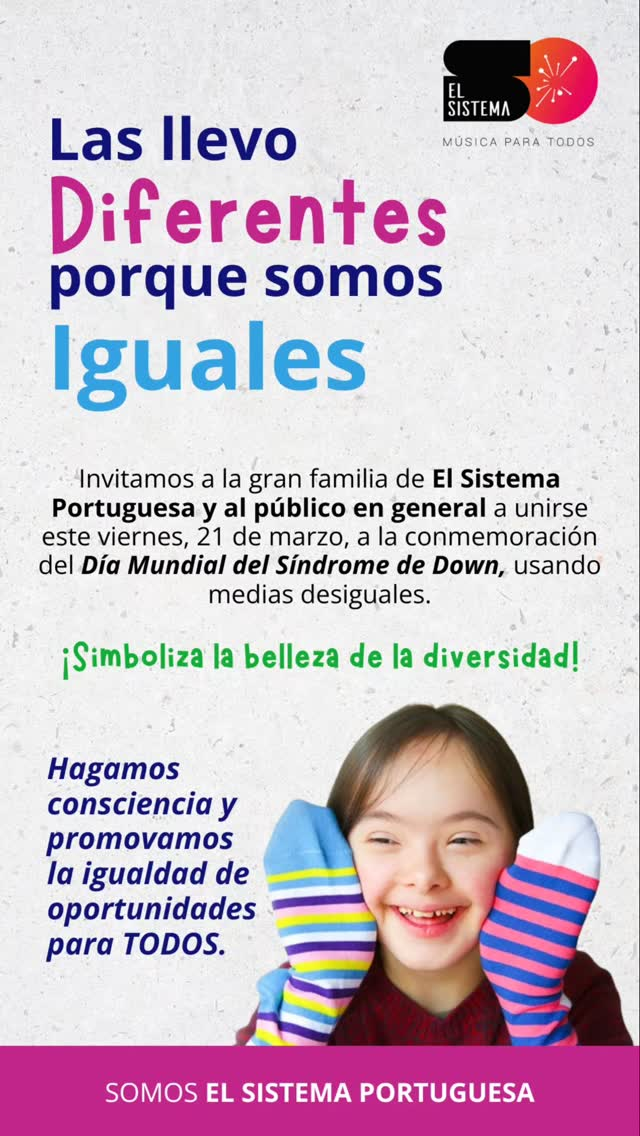 EL
SISTEMA
MÚSICA PARA TODOS
Las llevo
Diferentes
porque somos
Iguales
Invitamos a la gran familia de El Sistema
Portuguesa y al público en general a unirse
este viernes, 21 de marzo, a la conmemoración
del Día Mundial del Síndrome de Down, usando
medias desiguales.
¡Simboliza la belleza de la diversidad!
Hagamos
consciencia y
promovamos
la igualdad de
oportunidades
para TODOS.
SOMOS EL SISTEMA PORTUGUESA